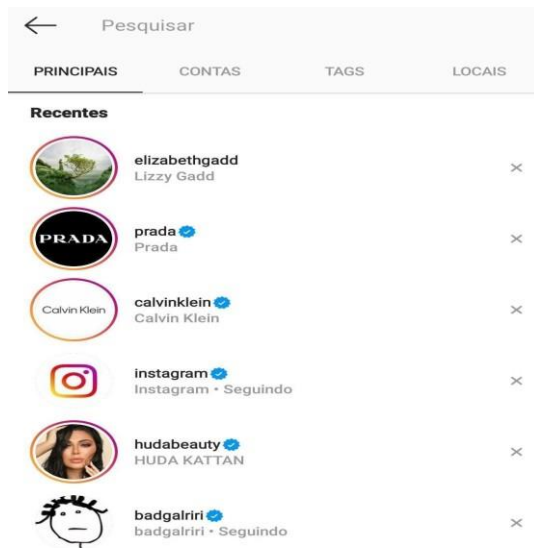 Pesquisar
PRINCIPAIS CONTAS TAGS LOCAIS
Recentes
elizabethgadd
Lizzy Gadd
PRADA
prada
Prada
Calvin Klein
calvinklein
Calvin Klein
instagram
Instagram • Seguindo
hudabeauty
HUDA KATTAN
badgalriri
badgalriri • Seguindo